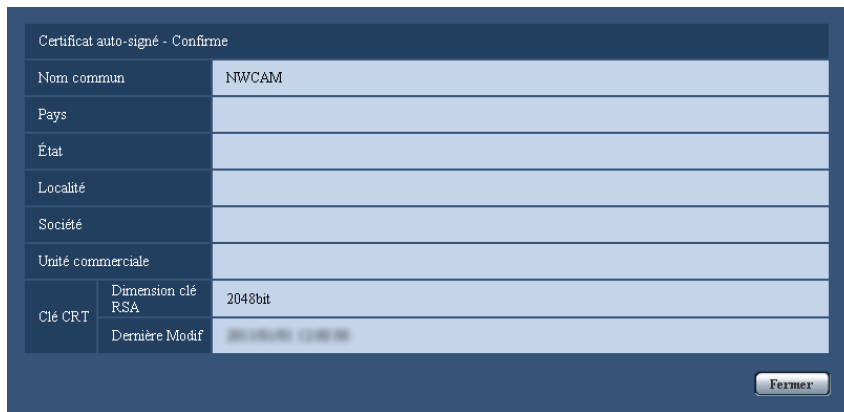 Certificat auto-signé - Confirme
Nom commun NWCAM
Pays
État
Localité
Société
Unité commerciale
Clé CRT
Dimension clé
RSA
2048bit
Dernière Modif
Fermer